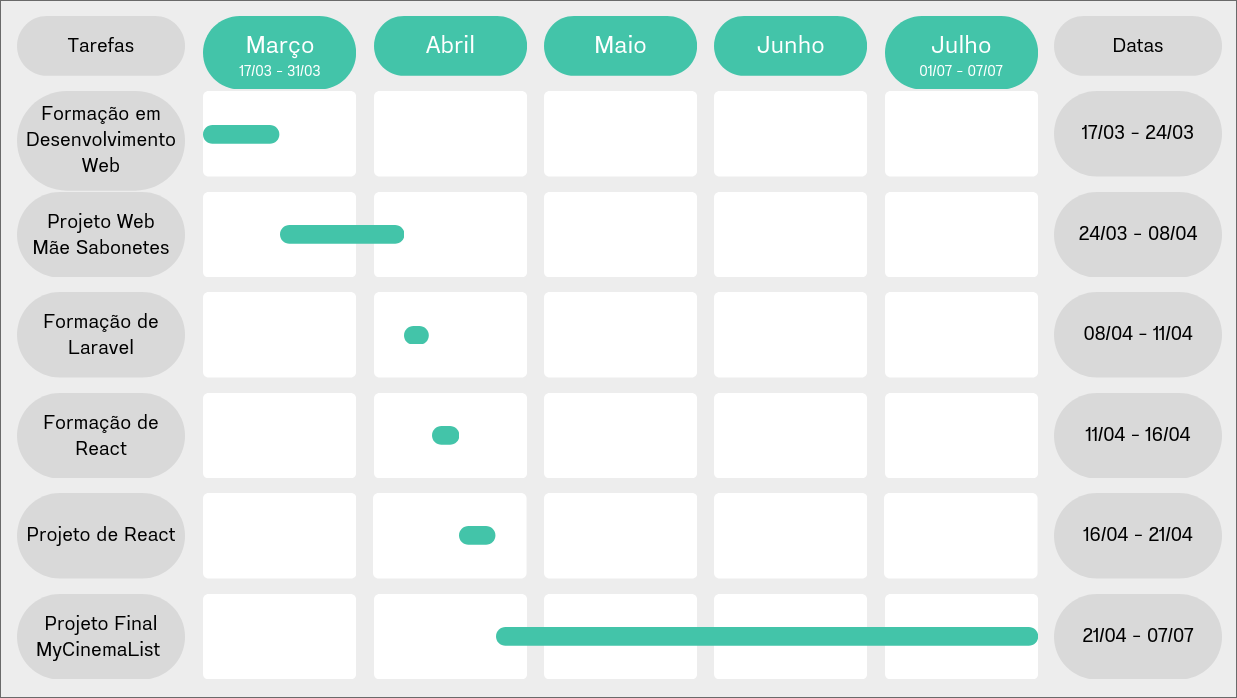 Tarefas
Março
17/03 - 31/03
Abril
Maio
Junho
Julho
01/07 - 07/07
Datas
Formação em
Desenvolvimento
Web
17/03 - 24/03
Projeto Web
Mãe Sabonetes
24/03 - 08/04
Formação de
Laravel
08/04 - 11/04
Formação de
React
11/04 - 16/04
Projeto de React
16/04 - 21/04
Projeto Final
MyCinemaList
21/04 - 07/07